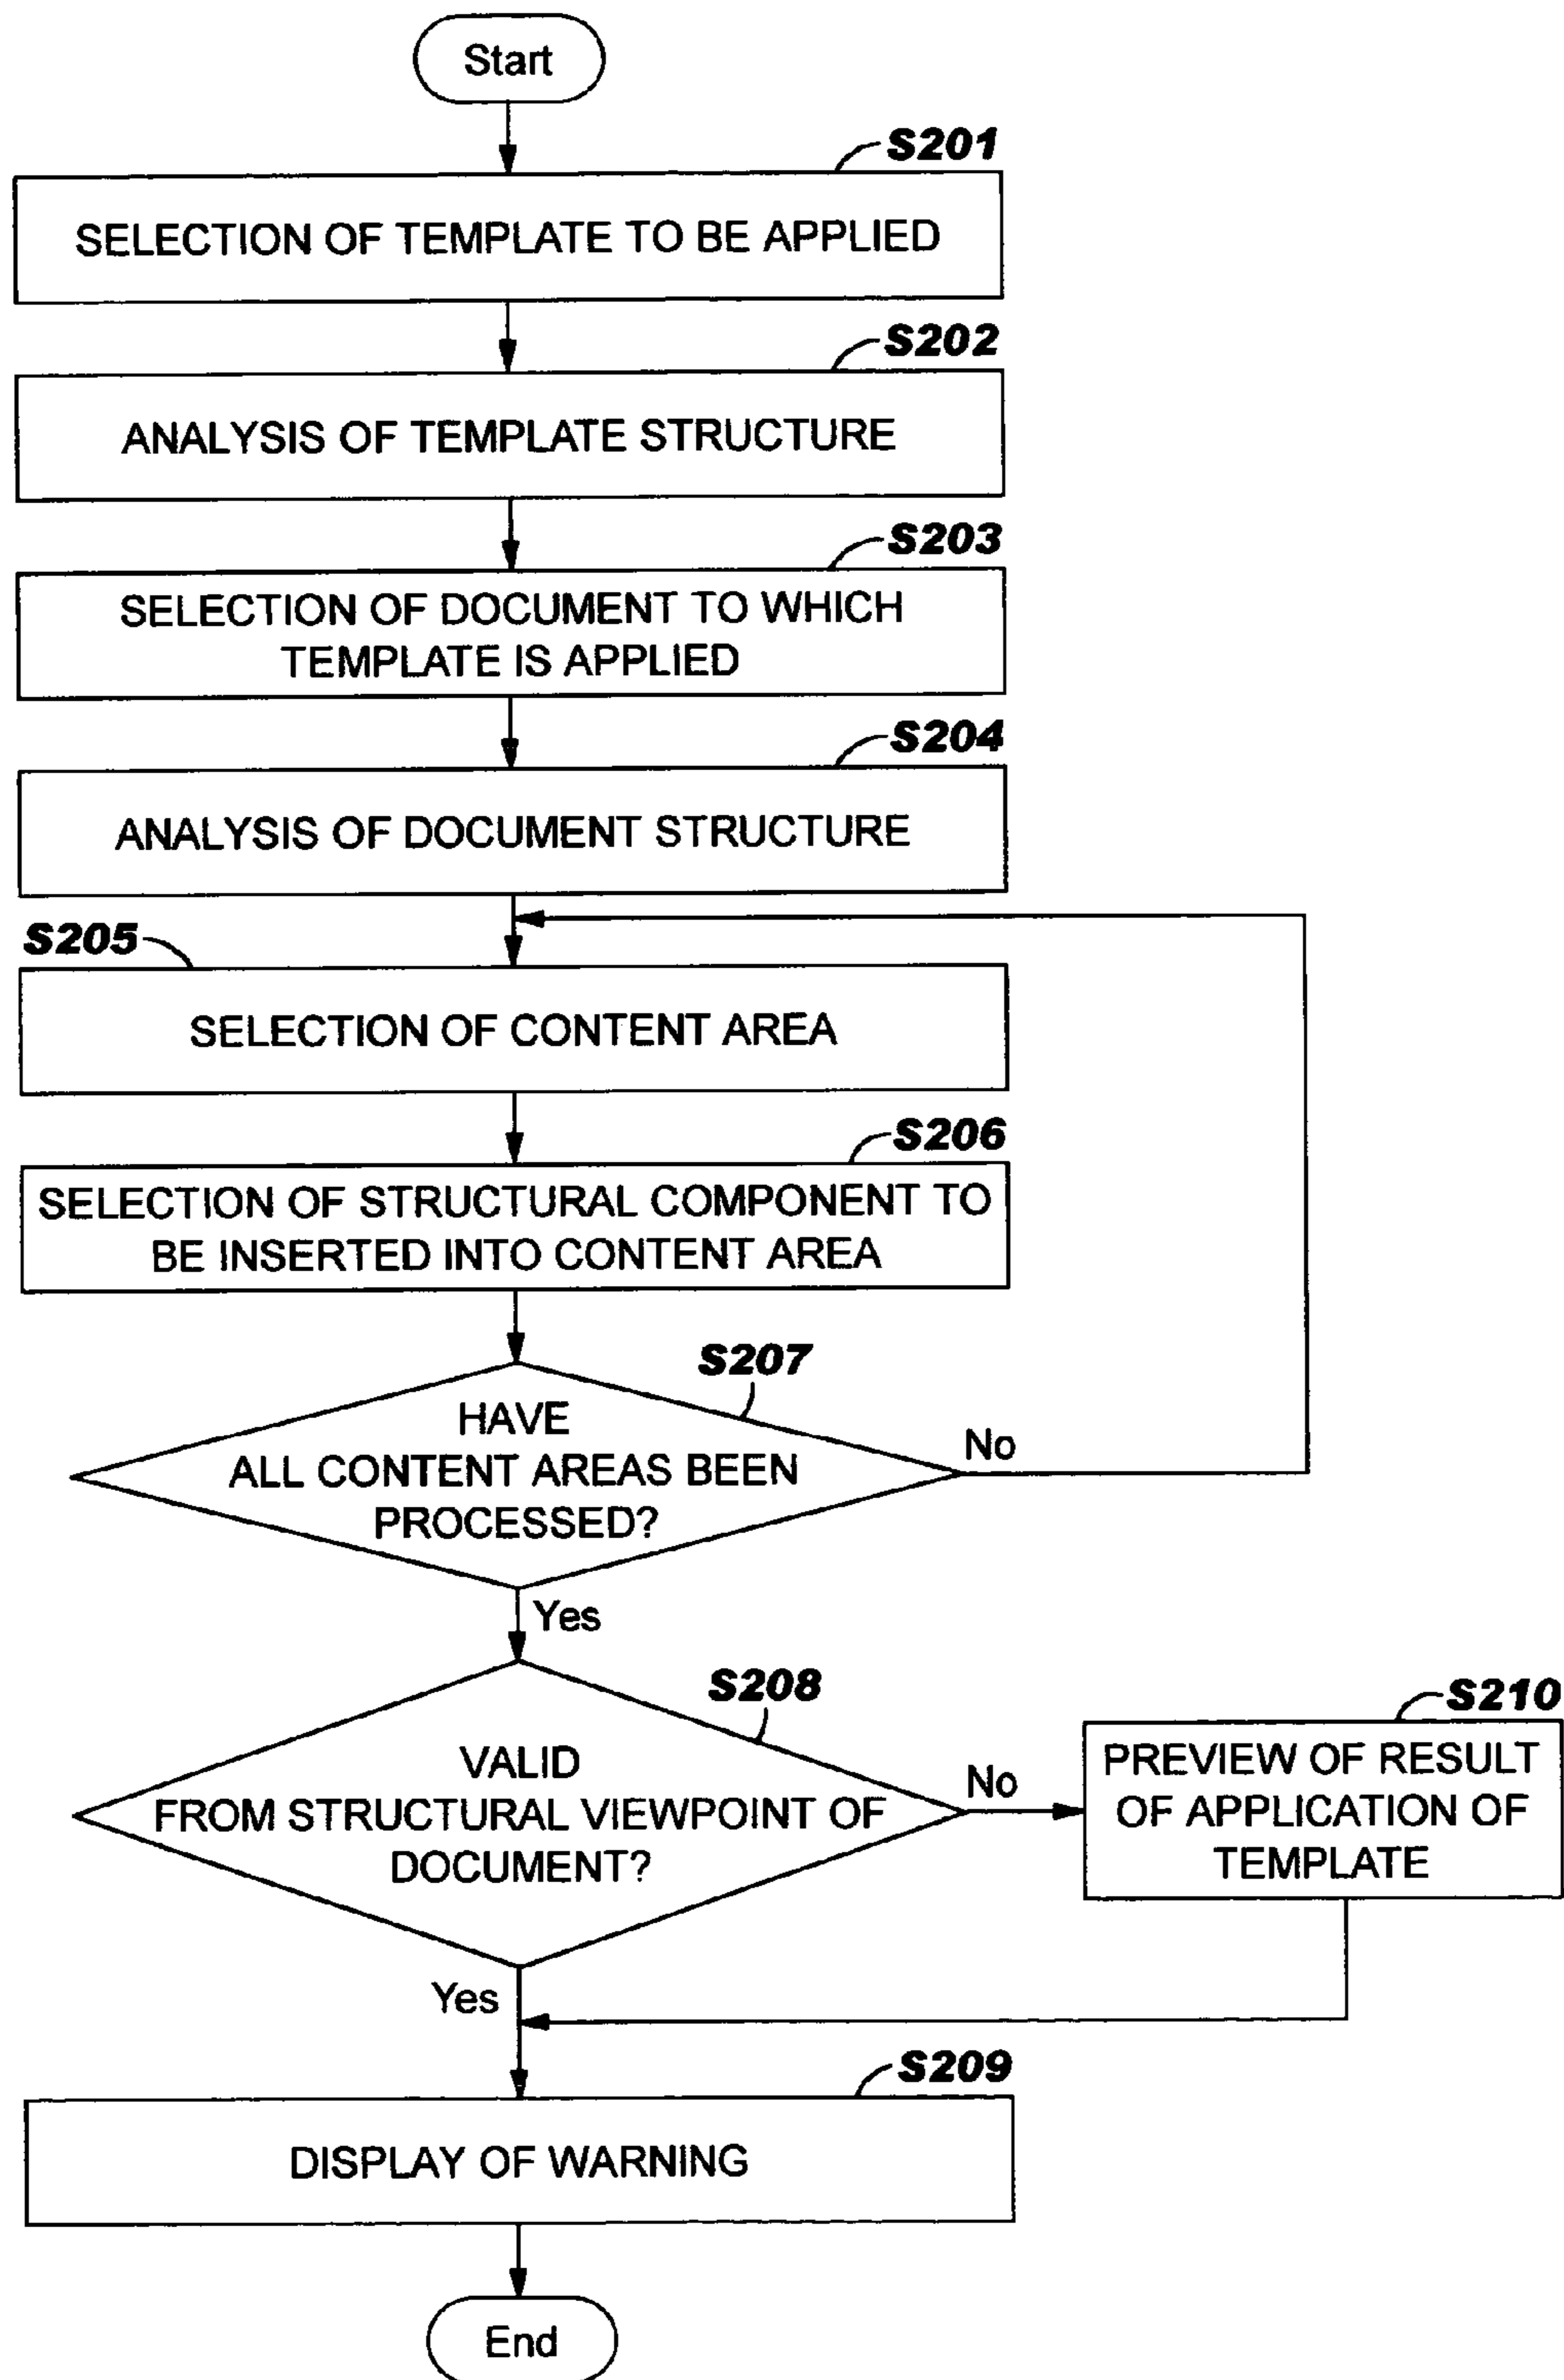 Start
S201
SELECTION OF TEMPLATE TO BE APPLIED
S202
ANALYSIS OF TEMPLATE STRUCTURE
S203
SELECTION OF DOCUMENT TO WHICH
TEMPLATE IS APPLIED
S204
ANALYSIS OF DOCUMENT STRUCTURE
S205
SELECTION OF CONTENT AREA
S206
SELECTION OF STRUCTURAL COMPONENT TO
BE INSERTED INTO CONTENT AREA
S207
HAVE
ALL CONTENT AREAS BEEN
PROCESSED?
No
Yes
S208
VALID
FROM STRUCTURAL VIEWPOINT OF
DOCUMENT?
No
S210
PREVIEW OF RESULT
OF APPLICATION OF
TEMPLATE
Yes
S209
DISPLAY OF WARNING
End